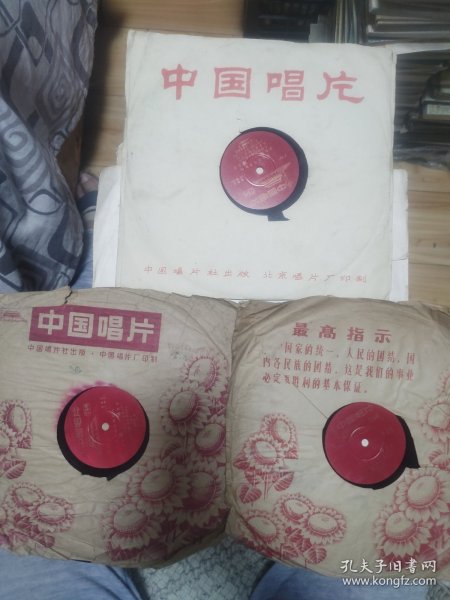 中国唱片
中国唱片社出版 北京唱片厂印制
中国唱片
中国唱片社出版·中国唱片厂印制
最高指示
国家的统一，人民的团结，国
内各民族的团结，这是我们的事业
必定要胜利的基本保证。
孔夫子旧书网
www.kongfz.com